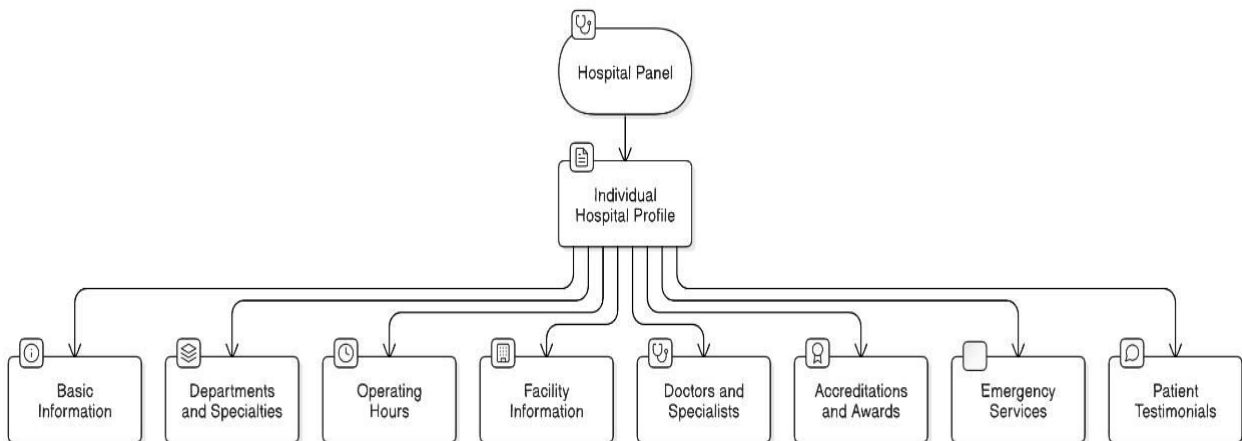 Hospital Panel
Individual
Hospital Profile
Basic
Information
Departments
and Specialties
Operating
Hours
Facility
Information
Doctors and
Specialists
Accreditations
and Awards
Emergency
Services
Patient
Testimonials